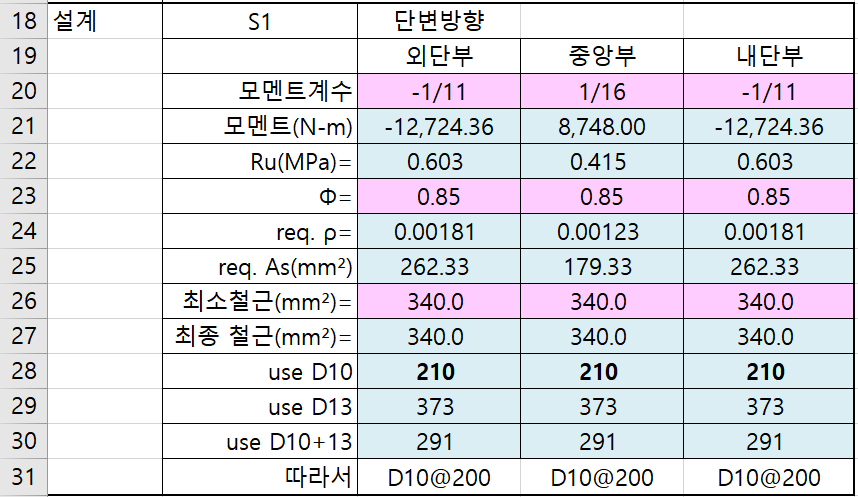 18 설계 S1 단변방향
19 외단부 중앙부 내단부
20 모멘트계수 -1/11 1/16 -1/11
21 모멘트(N-m) -12,724.36 8,748.00 -12,724.36
22 Ru(MPa)= 0.603 0.415 0.603
23 Φ= 0.85 0.85 0.85
24 req. ρ= 0.00181 0.00123 0.00181
25 req. As(mm²) 262.33 179.33 262.33
26 최소철근(mm²)= 340.0 340.0 340.0
27 최종 철근(mm²)= 340.0 340.0 340.0
28 use D10 210 210 210
29 use D13 373 373 373
30 use D10+13 291 291 291
31 따라서 D10@200 D10@200 D10@200